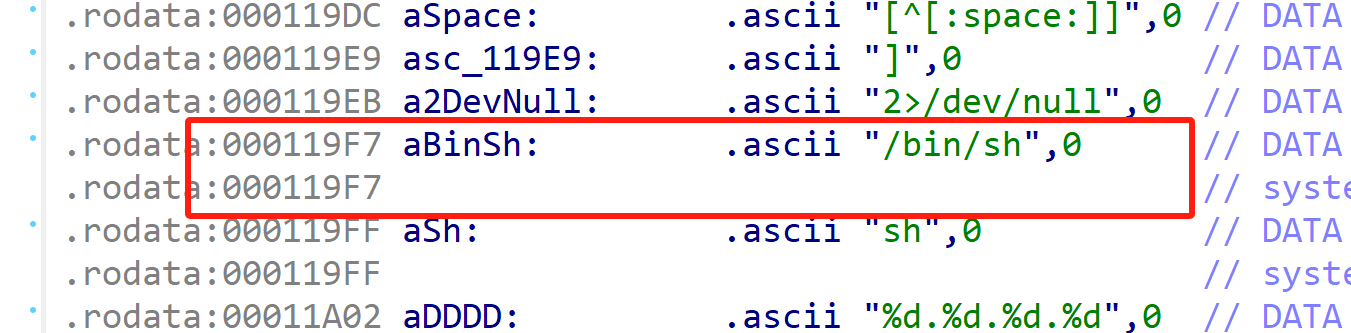 .rodata:000119DC aSpace: .ascii "[^[:space:]]",0 // DATA
.rodata:000119E9 asc_119E9: .ascii "]",0 // DATA
.rodata:000119EB a2DevNull: .ascii "2>/dev/null",0 // DATA
.rodata:000119F7 aBinSh: .ascii "/bin/sh",0 // DATA
.rodata:000119F7 // syste
.rodata:000119FF aSh: .ascii "sh",0 // DATA
.rodata:000119FF // syste
.rodata:00011A02 aDDDD: .ascii "%d.%d.%d.%d",0 // DATA